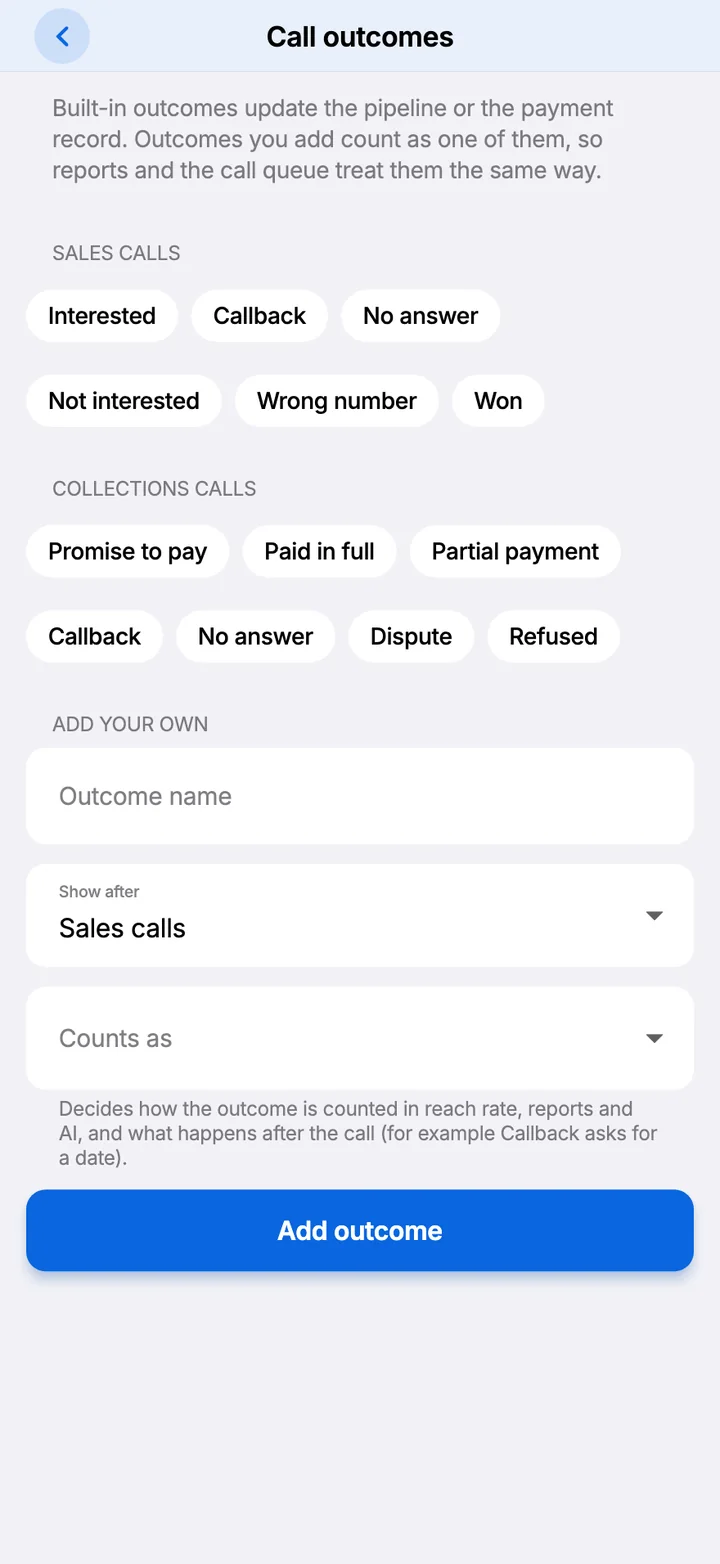 Call outcomes
Built-in outcomes update the pipeline or the payment
record. Outcomes you add count as one of them, so
reports and the call queue treat them the same way.
SALES CALLS
Interested Callback No answer
Not interested Wrong number Won
COLLECTIONS CALLS
Promise to pay Paid in full Partial payment
Callback No answer Dispute Refused
ADD YOUR OWN
Outcome name
Show after
Sales calls
Counts as
Decides how the outcome is counted in reach rate, reports and
AI, and what happens after the call (for example Callback asks for
a date).
Add outcome